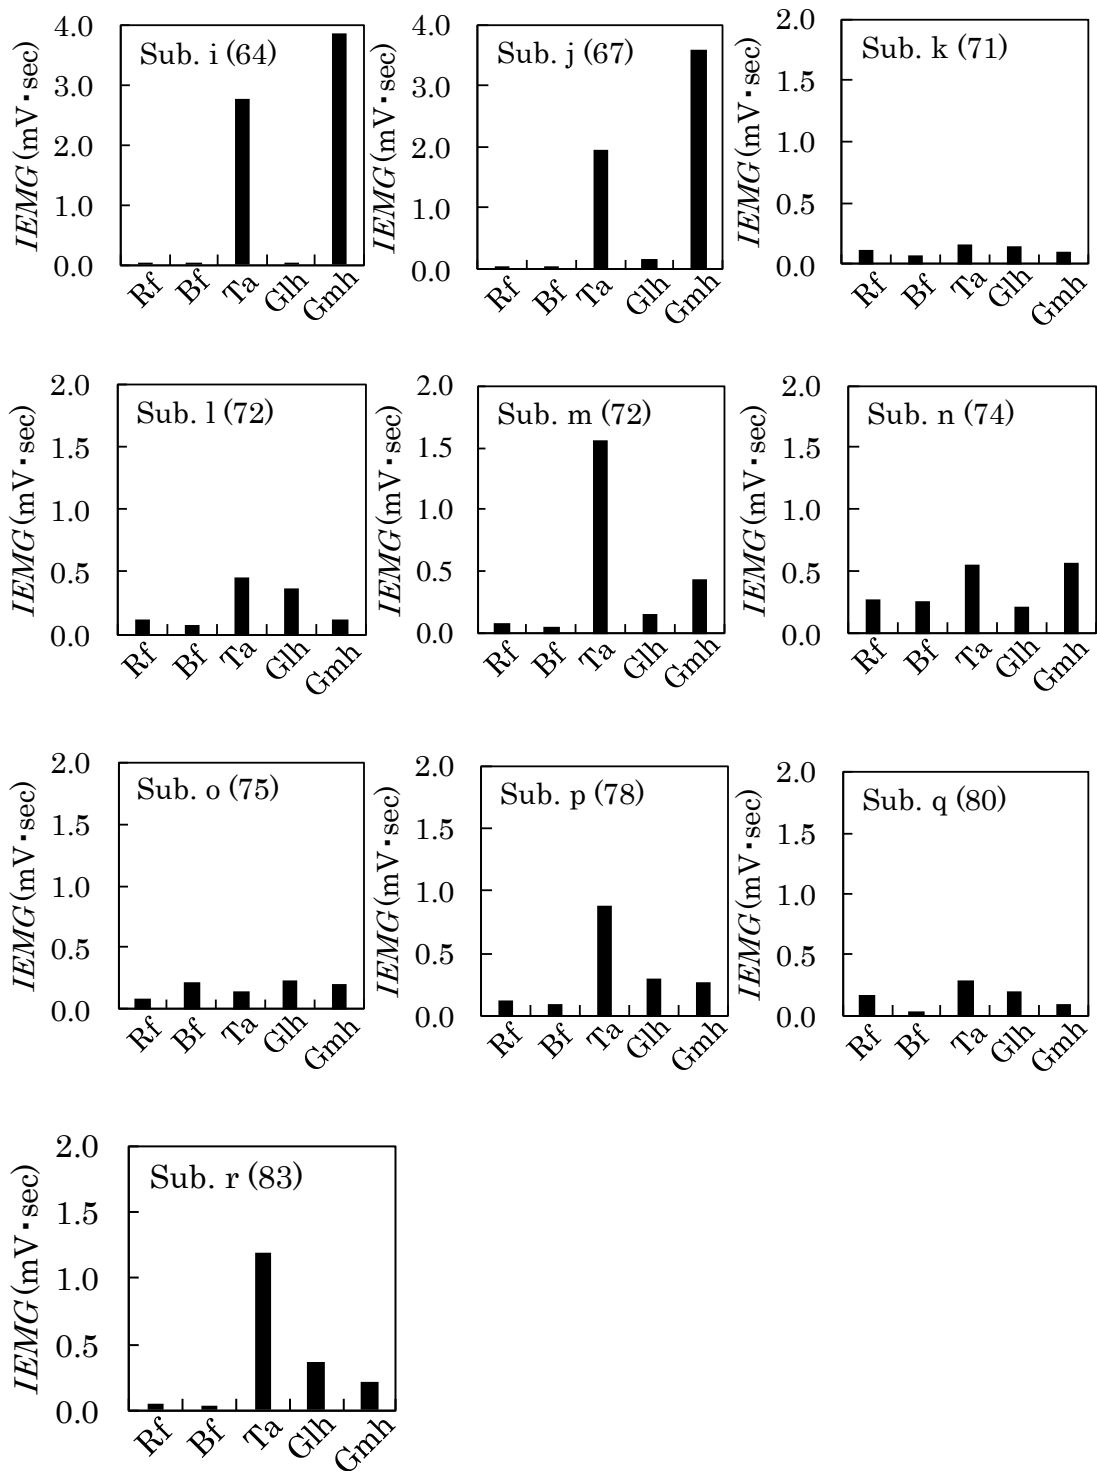 Sub. i (64)
IEMG (mV・sec)
4.0
3.0
2.0
1.0
0.0
Rf Bf Ta Glh Gmh
Sub. j (67)
IEMG (mV・sec)
4.0
3.0
2.0
1.0
0.0
Rf Bf Ta Glh Gmh
Sub. k (71)
IEMG (mV・sec)
2.0
1.5
1.0
0.5
0.0
Rf Bf Ta Glh Gmh
Sub. l (72)
IEMG (mV・sec)
2.0
1.5
1.0
0.5
0.0
Rf Bf Ta Glh Gmh
Sub. m (72)
IEMG (mV・sec)
2.0
1.5
1.0
0.5
0.0
Rf Bf Ta Glh Gmh
Sub. n (74)
IEMG (mV・sec)
2.0
1.5
1.0
0.5
0.0
Rf Bf Ta Glh Gmh
Sub. o (75)
IEMG (mV・sec)
2.0
1.5
1.0
0.5
0.0
Rf Bf Ta Glh Gmh
Sub. p (78)
IEMG (mV・sec)
2.0
1.5
1.0
0.5
0.0
Rf Bf Ta Glh Gmh
Sub. q (80)
IEMG (mV・sec)
2.0
1.5
1.0
0.5
0.0
Rf Bf Ta Glh Gmh
Sub. r (83)
IEMG (mV・sec)
2.0
1.5
1.0
0.5
0.0
Rf Bf Ta Glh Gmh